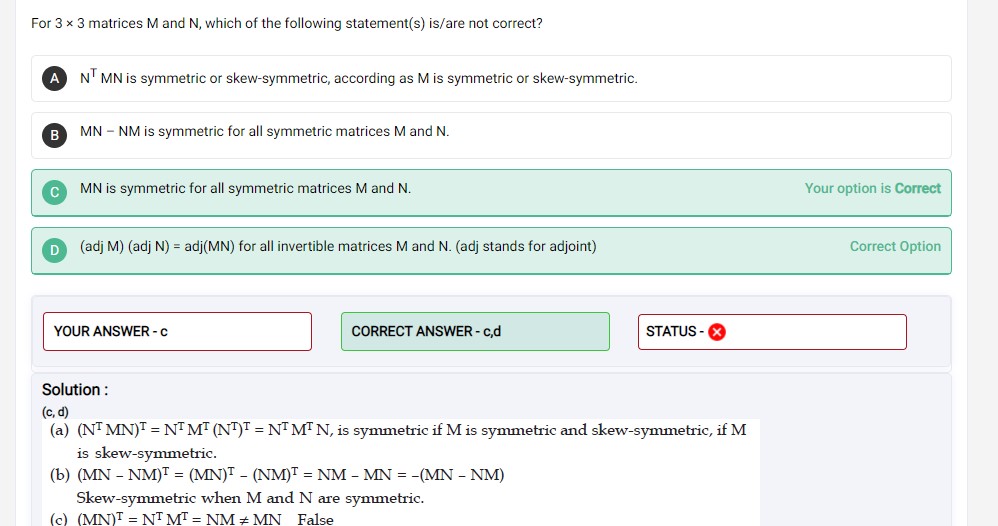 For 3 × 3 matrices M and N, which of the following statement(s) is/are not correct?
A N^T MN is symmetric or skew-symmetric, according as M is symmetric or skew-symmetric.
B MN − NM is symmetric for all symmetric matrices M and N.
C MN is symmetric for all symmetric matrices M and N. Your option is Correct
D (adj M) (adj N) = adj(MN) for all invertible matrices M and N. (adj stands for adjoint) Correct Option
YOUR ANSWER - c CORRECT ANSWER - c,d STATUS -
Solution :
(c, d)
(a) (N^T MN)^T = N^T M^T (N^T)^T = N^T M^T N, is symmetric if M is symmetric and skew-symmetric, if M
is skew-symmetric.
(b) (MN − NM)^T = (MN)^T − (NM)^T = NM − MN = −(MN − NM)
Skew-symmetric when M and N are symmetric.
(c) (MN)^T = N^T M^T = NM ≠ MN False